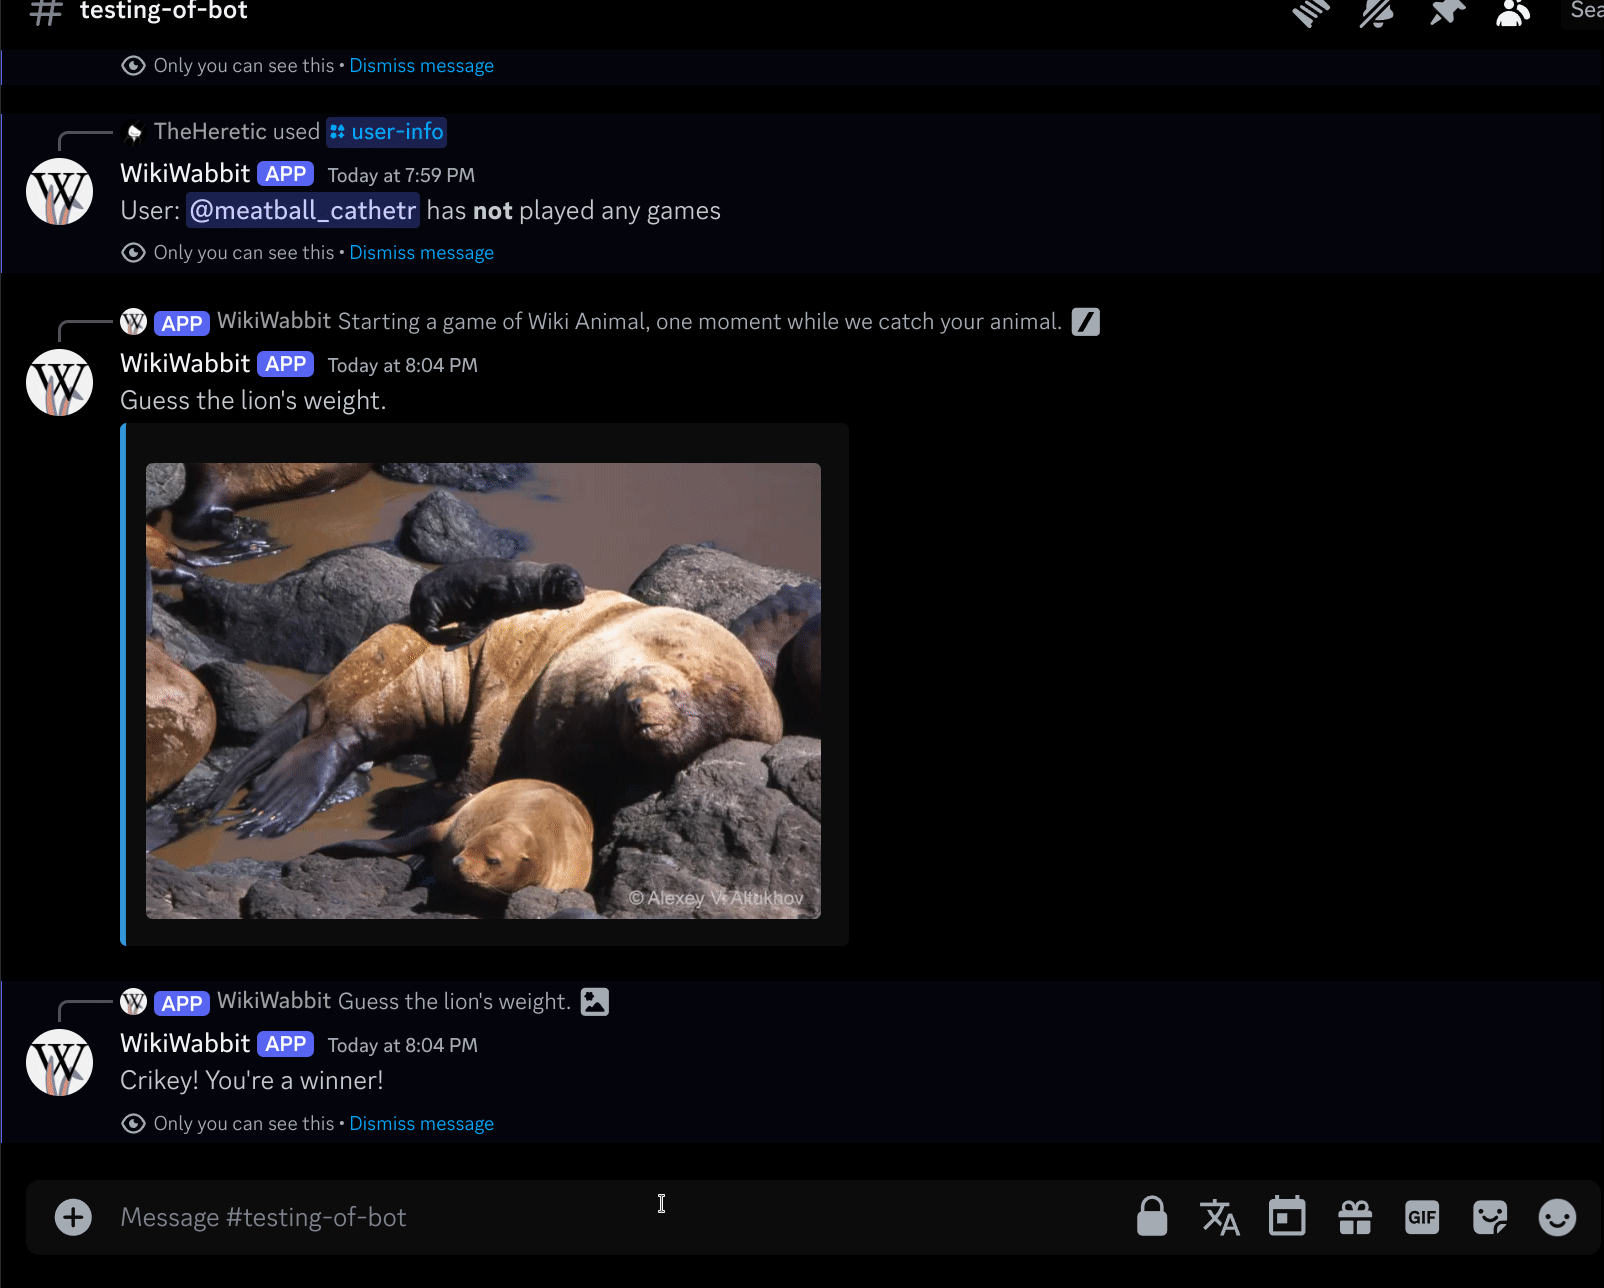 testing-of-bot
Sea
Only you can see this • Dismiss message
TheHeretic used user-info
WikiWabbit APP Today at 7:59 PM
User: @meatball_cathetr has not played any games
Only you can see this • Dismiss message
APP WikiWabbit Starting a game of Wiki Animal, one moment while we catch your animal.
WikiWabbit APP Today at 8:04 PM
Guess the lion's weight.
© Alexey V. Altukhov
APP WikiWabbit Guess the lion's weight.
WikiWabbit APP Today at 8:04 PM
Crikey! You're a winner!
Only you can see this • Dismiss message
Message #testing-of-bot
GIF